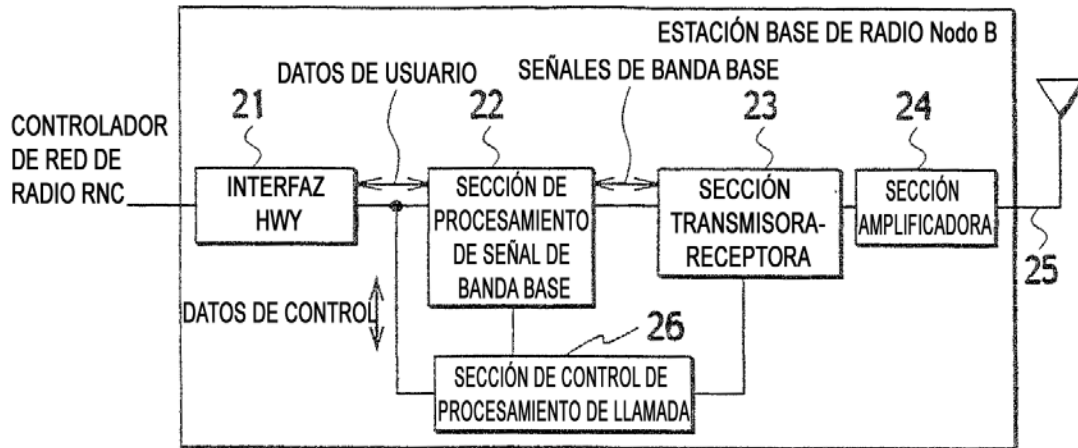 ESTACIÓN BASE DE RADIO Nodo B
DATOS DE USUARIO
SEÑALES DE BANDA BASE
CONTROLADOR
DE RED DE
RADIO RNC
21
22
23
24
INTERFAZ
HWY
SECCIÓN DE
PROCESAMIENTO
DE SEÑAL DE
BANDA BASE
SECCIÓN
TRANSMISORA-
RECEPTORA
SECCIÓN
AMPLIFICADORA
25
DATOS DE CONTROL
26
SECCIÓN DE CONTROL DE
PROCESAMIENTO DE LLAMADA